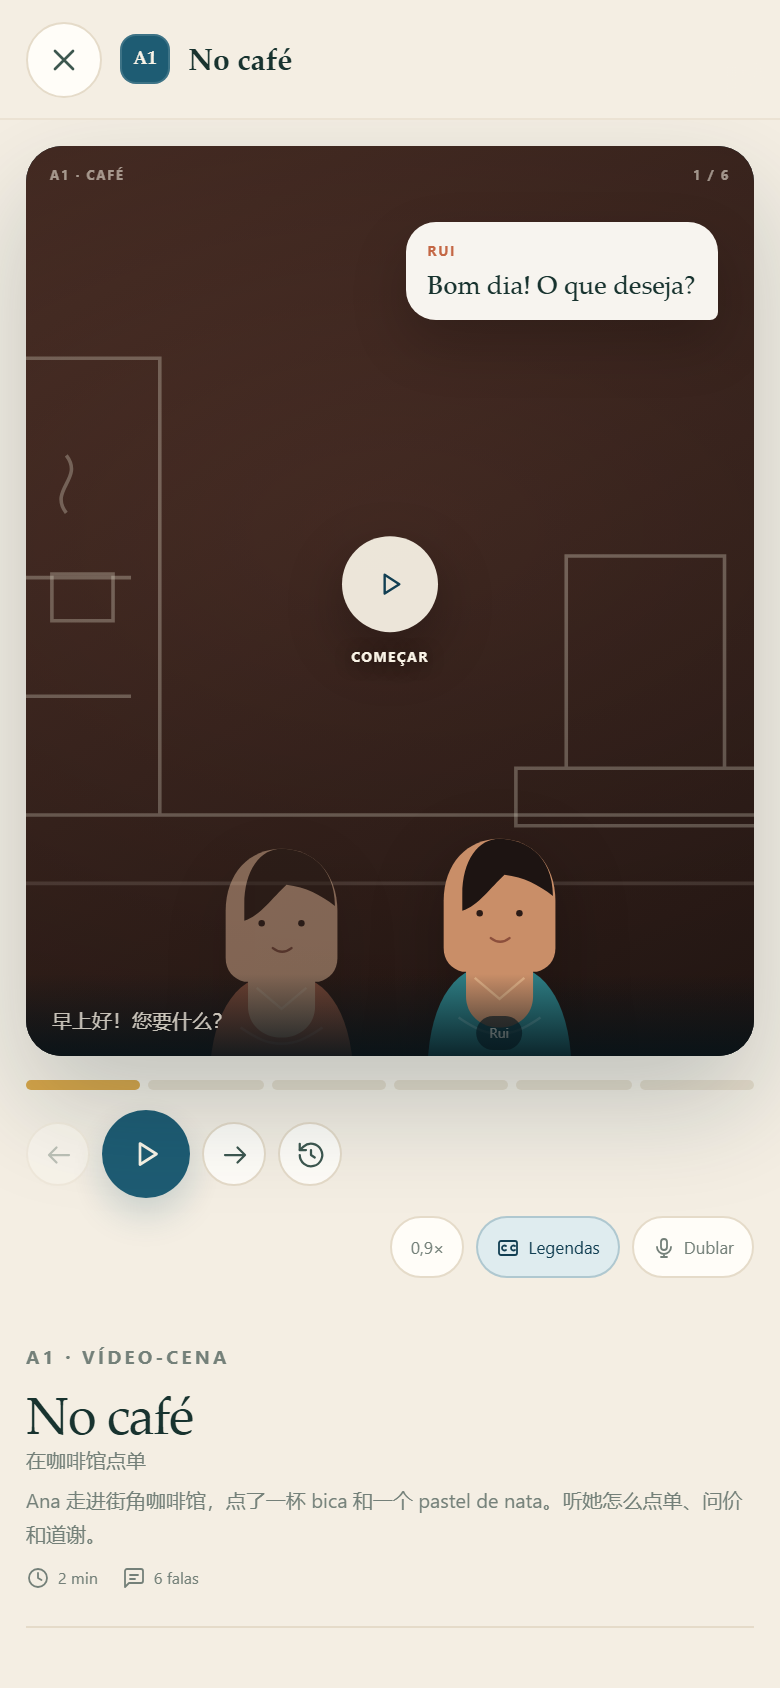 A1 No café
A1 · CAFÉ 1 / 6
RUI
Bom dia! O que deseja?
COMEÇAR
早上好！您要什么？
Rui
0,9×
Legendas
Dublar
A1 · VÍDEO-CENA
No café
在咖啡馆点单
Ana 走进街角咖啡馆，点了一杯 bica 和一个 pastel de nata。听她怎么点单、问价
和道谢。
2 min 6 falas